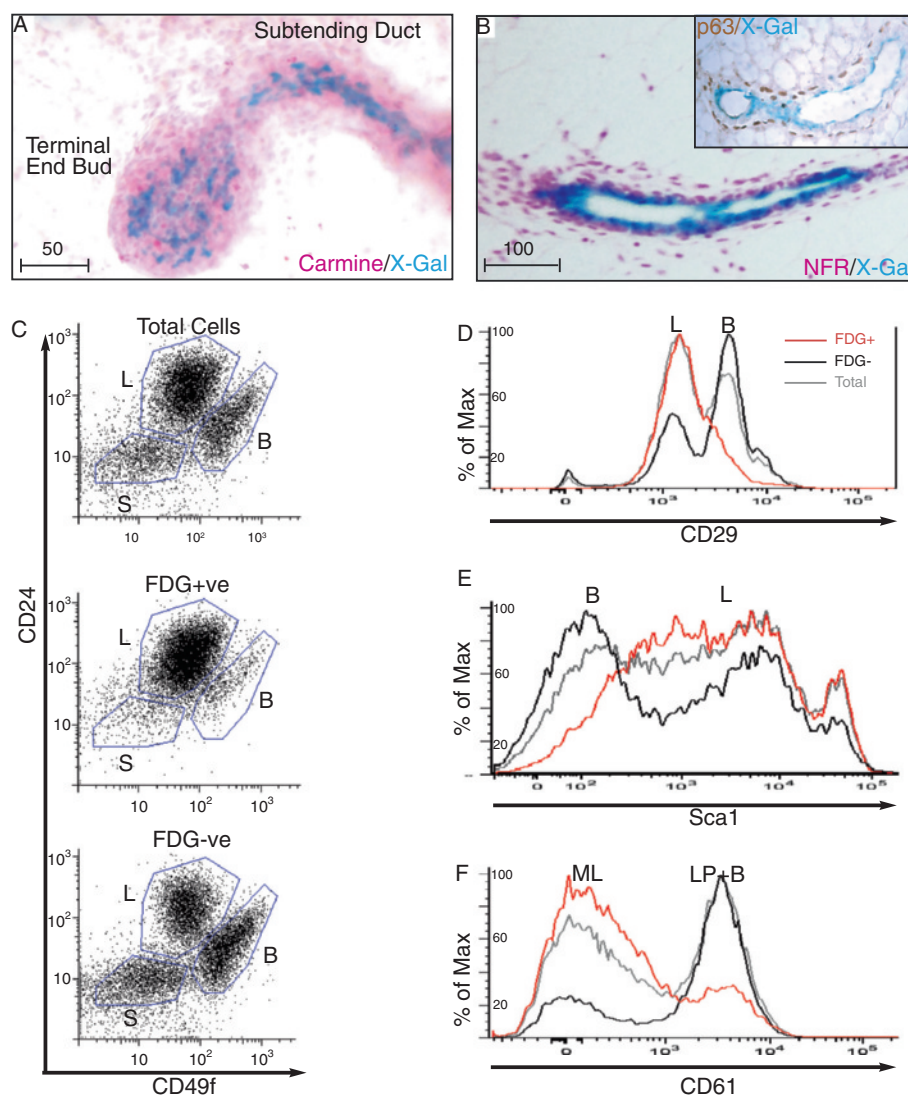 A
Subtending Duct
Terminal
End Bud
50
Carmine/X-Gal
B
p63/X-Gal
100
NFR/X-Ga
C
CD24
Total Cells
10³
10²
10
L
B
S
10 10² 10³
FDG+ve
10³
10²
10
L
B
S
10 10² 10³
FDG-ve
10³
10²
10
L
B
S
10 10² 10³
CD49f
D
% of Max
100
60
20
L B
FDG+
FDG-
Total
0 10³ 10⁴ 10⁵
CD29
E
% of Max
100
80
60
20
B L
0 10² 10³ 10⁴ 10⁵
Sca1
F
% of Max
100
60
20
ML LP+B
0 10³ 10⁴ 10⁵
CD61